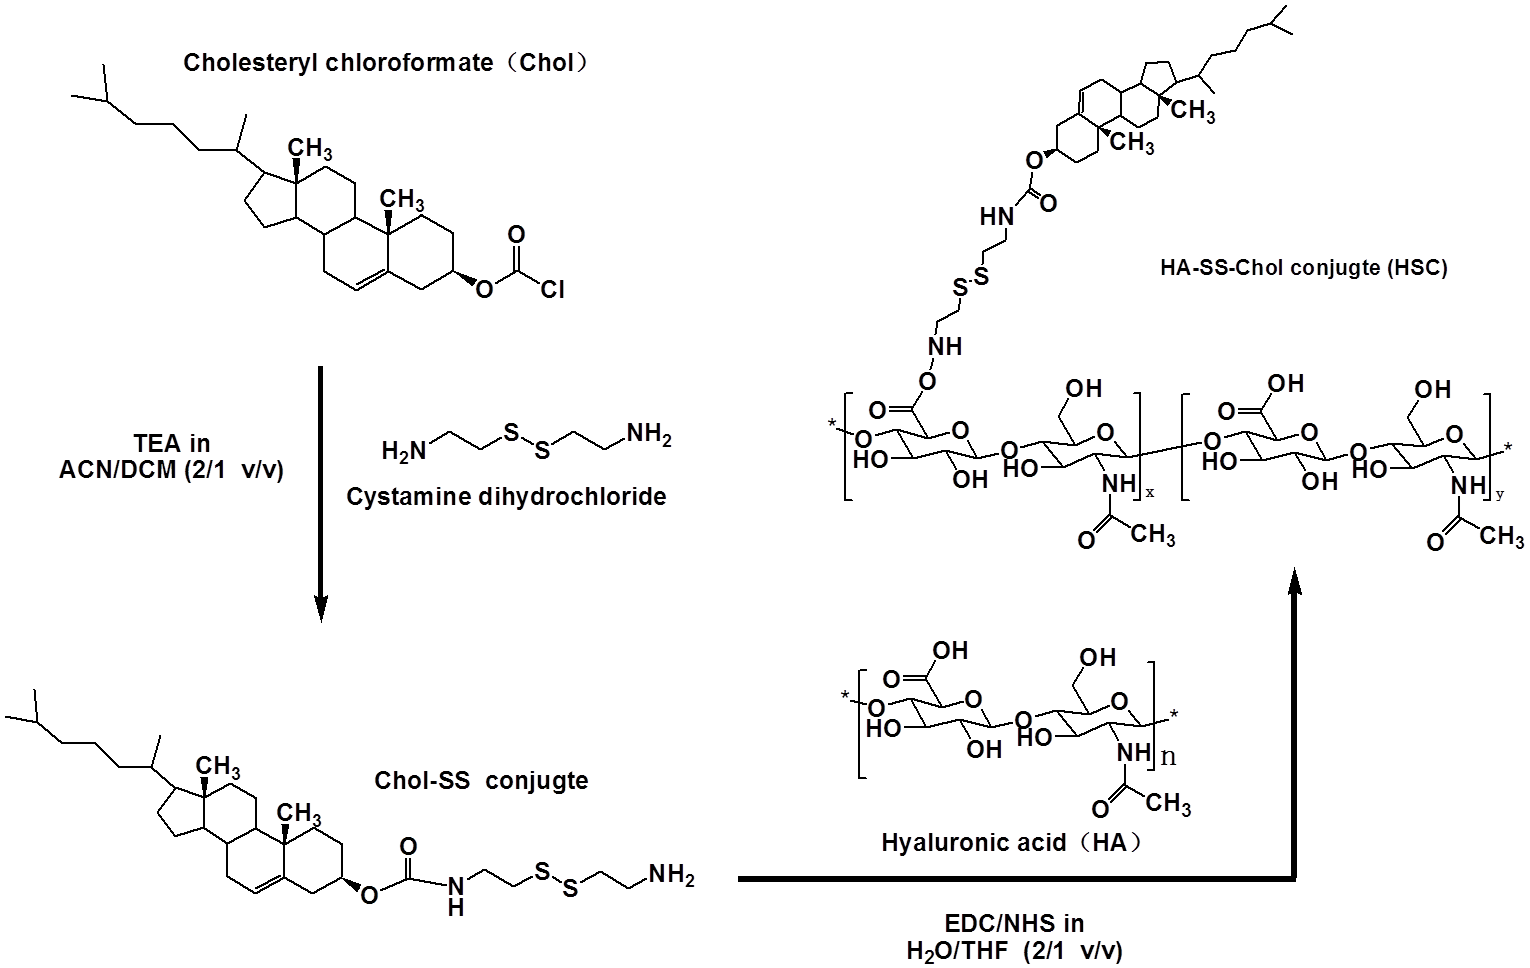 Cholesteryl chloroformate（Chol）
CH3
CH3
O
O
Cl
TEA in
ACN/DCM (2/1 v/v)
H2N
S
S
NH2
Cystamine dihydrochloride
Chol-SS conjugte
CH3
CH3
O
O
N
H
S
S
NH2
CH3
CH3
O
O
HN
S
S
NH
O
HA-SS-Chol conjugte (HSC)
O
OH
O
OH
OH
*
O
O
HO
OH
O
O
HO
NH
x
O
CH3
O
O
HO
OH
O
O
HO
NH
y
*
O
CH3
OH
O
OH
*
O
O
HO
OH
O
O
HO
*
NH
n
O
CH3
Hyaluronic acid（HA）
EDC/NHS in
H2O/THF (2/1 v/v)